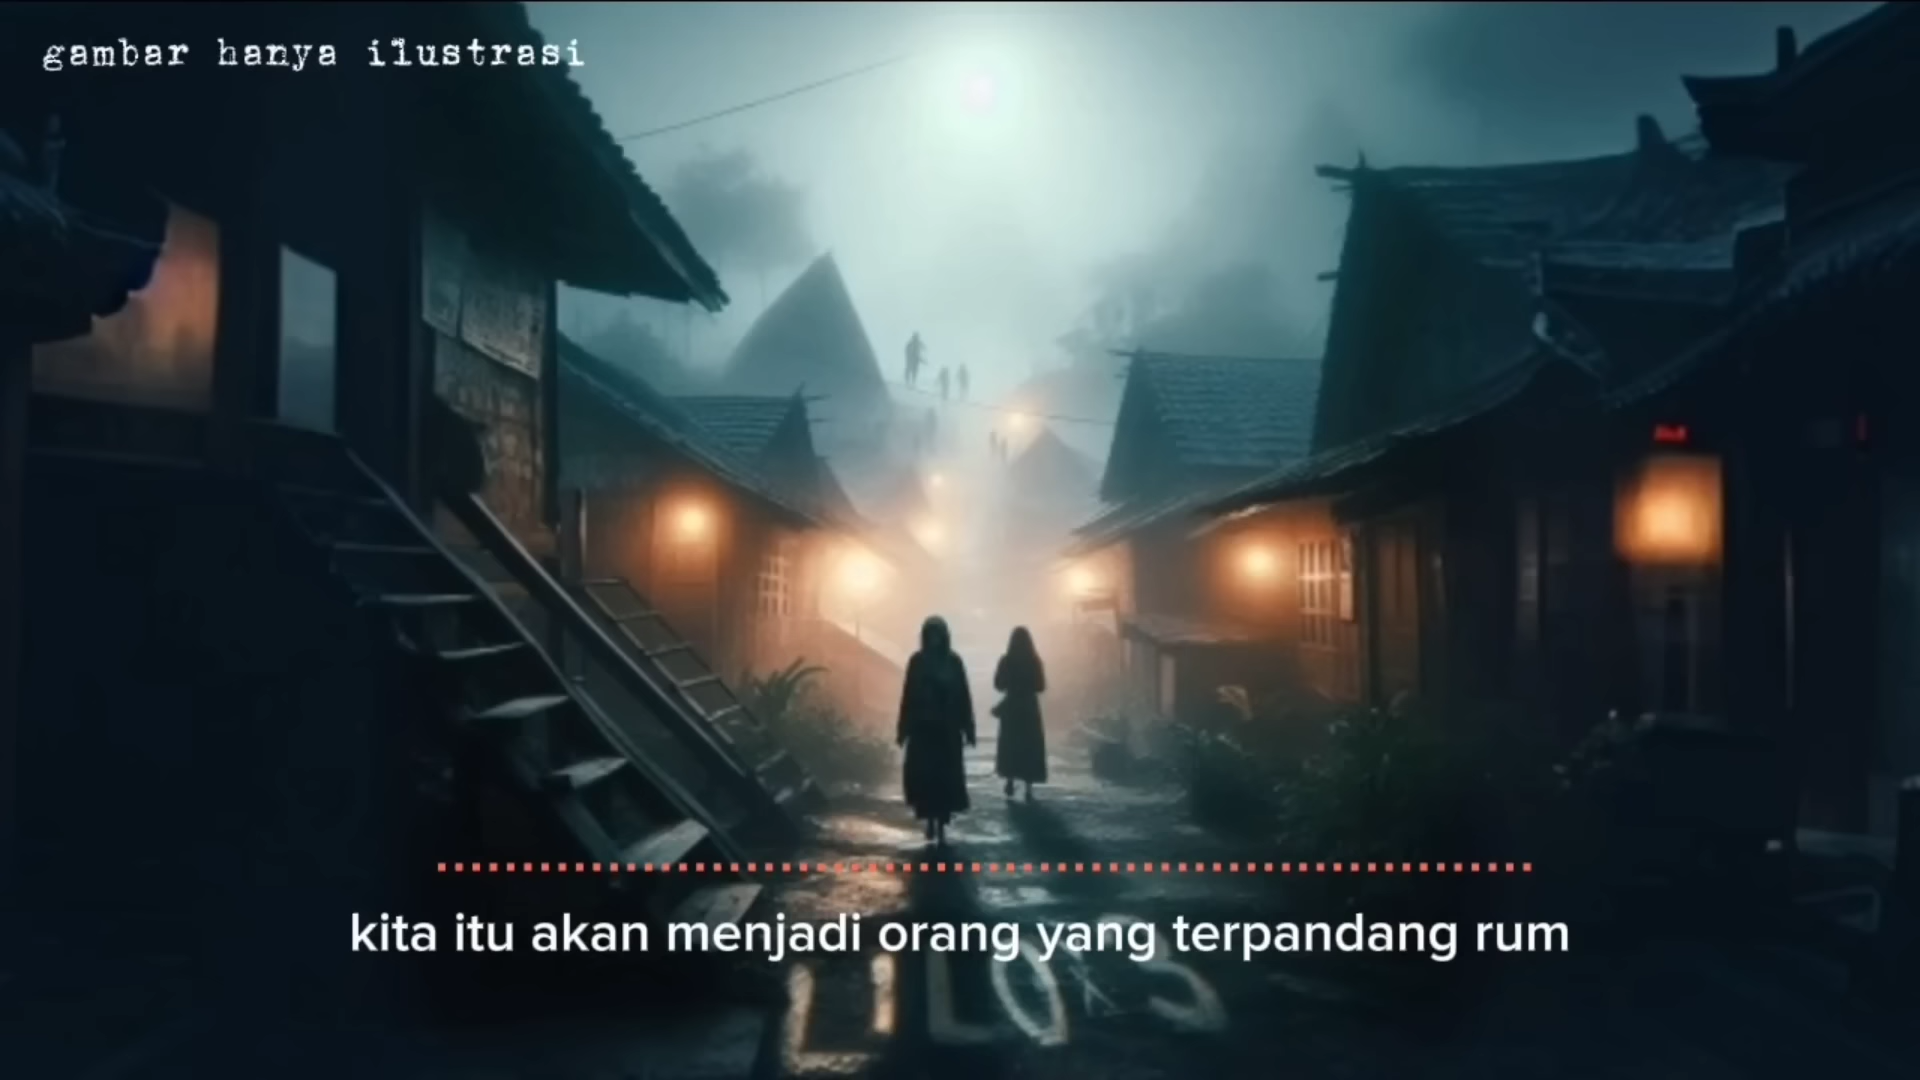 gambar hanya ilustrasi
kita itu akan menjadi orang yang terpandang rum